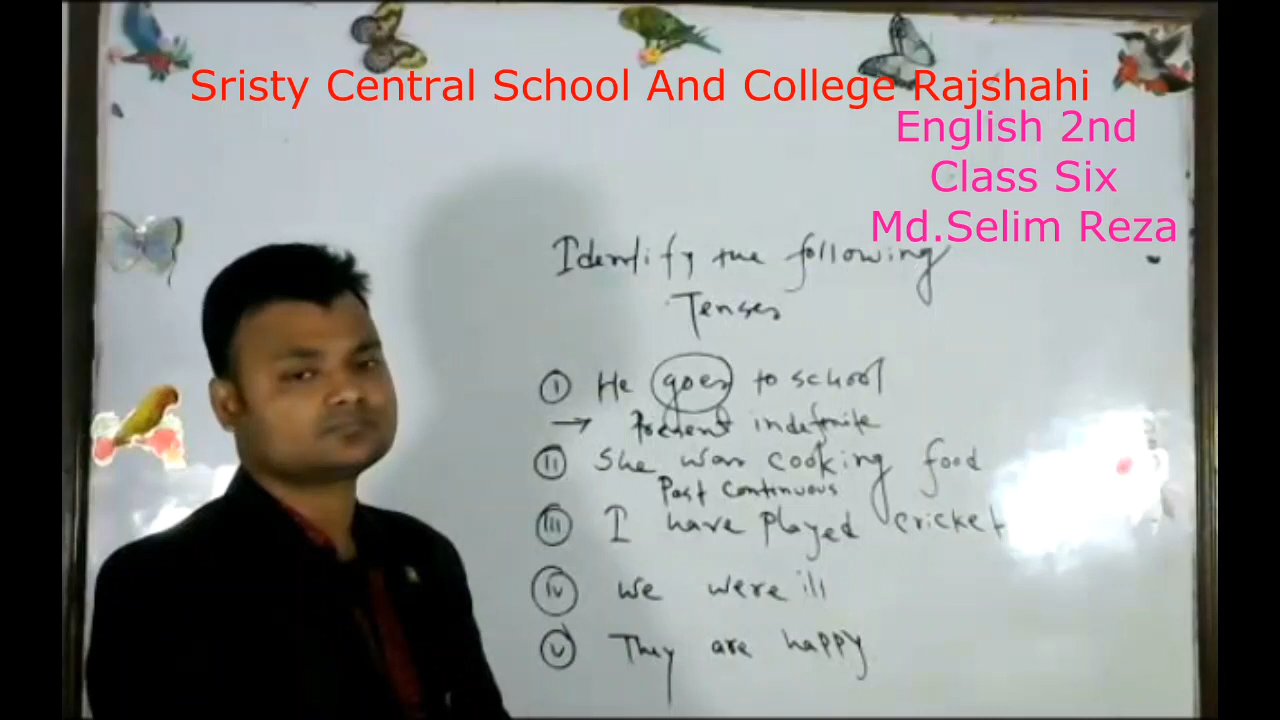 Sristy Central School And College Rajshahi
English 2nd
Class Six
Md.Selim Reza
Identify the following
Tenses
(i) He goes to school
→ Present indefinite
(ii) She was cooking food
Past Continuous
(iii) I have played cricket
(iv) We were ill
(v) They are happy